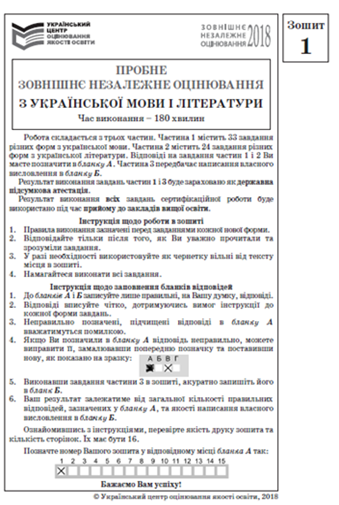 УКРАЇНСЬКИЙ
ЦЕНТР
ОЦІНЮВАННЯ
ЯКОСТІ ОСВІТИ
ЗОВНІШНЄ
НЕЗАЛЕЖНЕ
ОЦІНЮВАННЯ 2018
Зошит
1
ПРОБНЕ
ЗОВНІШНЄ НЕЗАЛЕЖНЕ ОЦІНЮВАННЯ
З УКРАЇНСЬКОЇ МОВИ І ЛІТЕРАТУРИ
Час виконання – 180 хвилин
Робота складається з трьох частин. Частина 1 містить 33 завдання
різних форм з української мови. Частина 2 містить 24 завдання різних
форм з української літератури. Відповіді на завдання частин 1 і 2 Ви
маєте позначити в бланку А. Частина 3 передбачає написання власного
висловлення в бланку Б.
Результат виконання завдань частин 1 і 3 буде зараховано як державна
підсумкова атестація.
Результат виконання всіх завдань сертифікаційної роботи буде
використано під час прийому до закладів вищої освіти.
Інструкція щодо роботи в зошиті
1. Правила виконання зазначені перед завданнями кожної нової форми.
2. Відповідайте тільки після того, як Ви уважно прочитали та
зрозуміли завдання.
3. У разі необхідності використовуйте як чернетку вільні від тексту
місця в зошиті.
4. Намагайтеся виконати всі завдання.
Інструкція щодо заповнення бланків відповідей
1. До бланків А і Б записуйте лише правильні, на Вашу думку, відповіді.
2. Відповіді вписуйте чітко, дотримуючись вимог інструкції до
кожної форми завдань.
3. Неправильно позначені, підчищені відповіді в бланку А
вважатимуться помилкою.
4. Якщо Ви позначили в бланку А відповідь неправильно, можете
виправити її, замалювавши попередню позначку та поставивши
нову, як показано на зразку:
А Б В Г
5. Виконавши завдання частини 3 в зошиті, акуратно запишіть його
в бланк Б.
6. Ваш результат залежатиме від загальної кількості правильних
відповідей, зазначених у бланку А, та якості написання власного
висловлення в бланку Б.
Ознайомившись з інструкціями, перевірте якість друку зошита та
кількість сторінок. Їх має бути 16.
Позначте номер Вашого зошита у відповідному місці бланка А так:
1 2 3 4 5 6 7 8 9 10 11 12 13 14 15
Бажаємо Вам успіху!
© Український центр оцінювання якості освіти, 2018